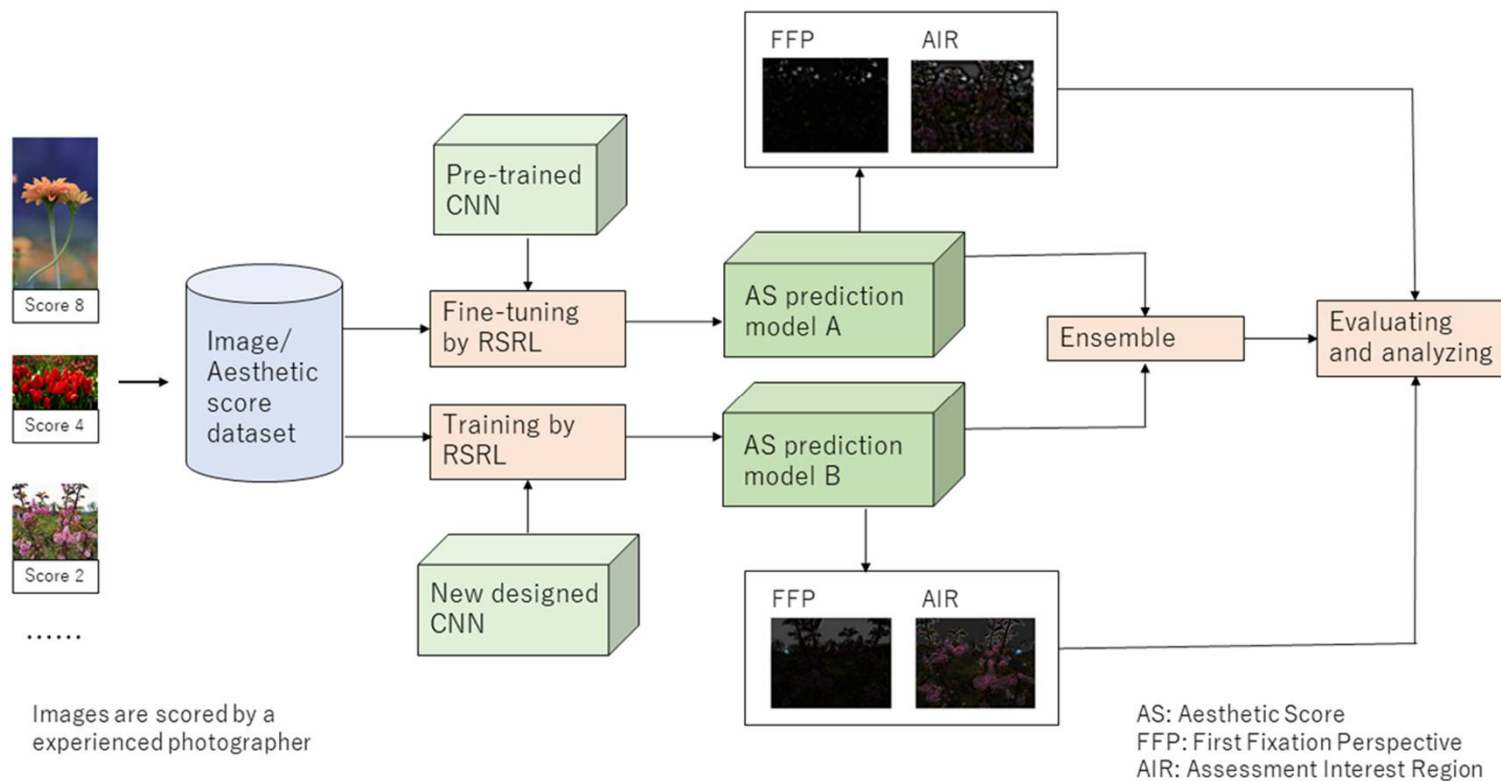 FFP
AIR
Pre-trained
CNN
Score 8
Score 4
Score 2
......
Image/
Aesthetic
score
dataset
Fine-tuning
by RSRL
Training by
RSRL
New designed
CNN
AS prediction
model A
AS prediction
model B
Ensemble
Evaluating
and analyzing
FFP
AIR
Images are scored by a
experienced photographer
AS: Aesthetic Score
FFP: First Fixation Perspective
AIR: Assessment Interest Region